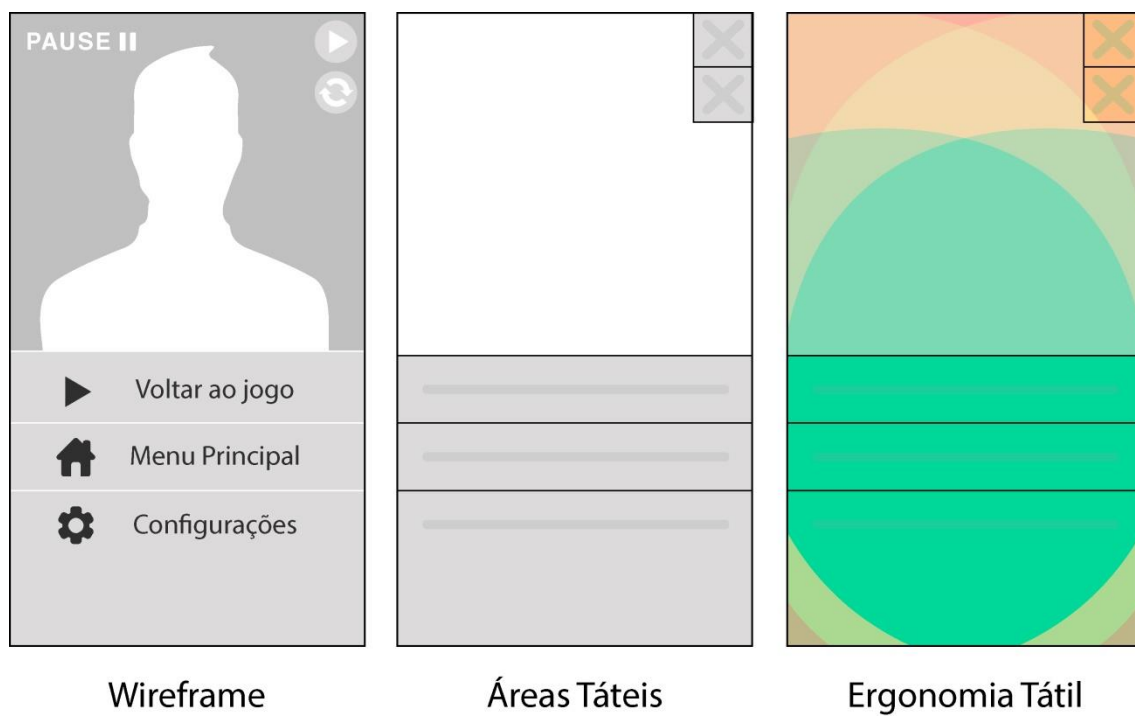 PAUSE
Voltar ao jogo
Menu Principal
Configurações
Wireframe
Áreas Táteis
Ergonomia Tátil